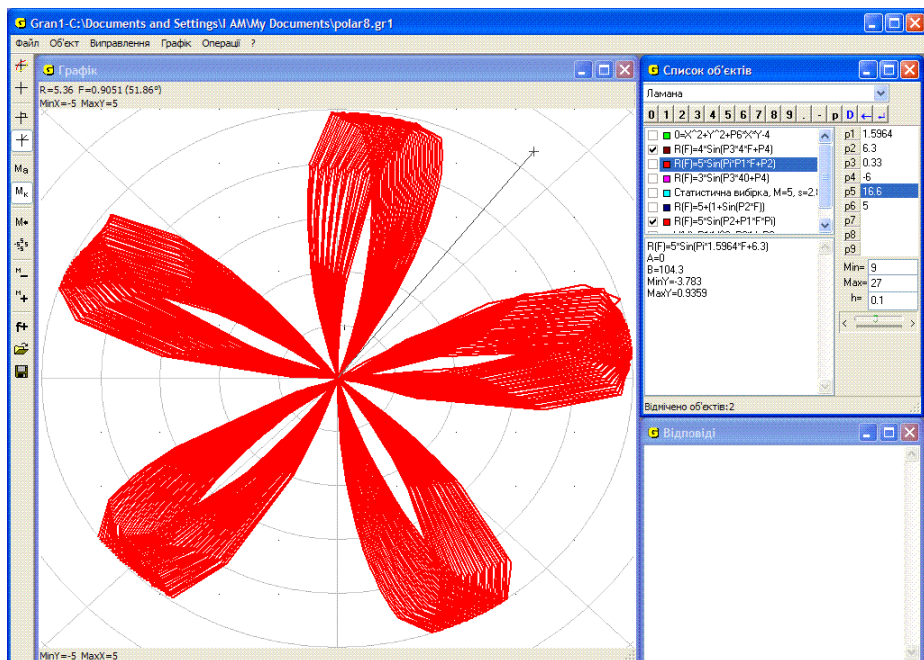 Gran1-C:\Documents and Settings\I AM\My Documents\polar8.gr1
Файл Об'єкт Виправлення Графік Операції ?
Графік
R=5.36 F=0.9051 (51.86°)
MinX=-5 MaxY=5
MinY=-5 MaxX=5
Список об'єктів
Ламана
0 1 2 3 4 5 6 7 8 9 . - p D ← ↵
0=X^2+Y^2+P6*X*Y-4
R(F)=4*Sin(P3*4*F+P4)
R(F)=5*Sin(Pi*P1*F+P2)
R(F)=3*Sin(P3*40+P4)
Статистична вибірка, M=5, s=2.
R(F)=5+(1+Sin(P2*F))
R(F)=5*Sin(P2+P1*F*Pi)
p1 1.5964
p2 6.3
p3 0.33
p4 -6
p5 16.6
p6 5
p7
p8
p9
R(F)=5*Sin(Pi*1.5964*F+6.3)
A=0
B=104.3
MinY=-3.783
MaxY=0.9359
Min= 9
Max= 27
h= 0.1
Відмічено об'єктів:2
Відповіді
Ма
Мк
М+
f+